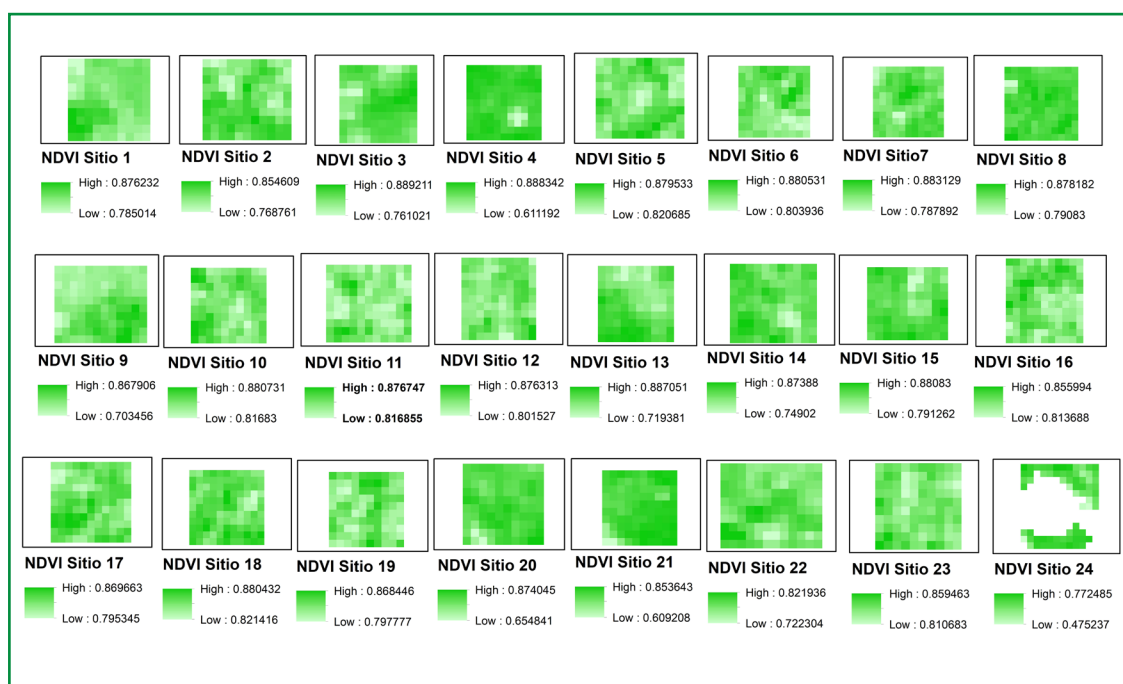 NDVI Sitio 1
High : 0.876232
Low : 0.785014
NDVI Sitio 2
High : 0.854609
Low : 0.768761
NDVI Sitio 3
High : 0.889211
Low : 0.761021
NDVI Sitio 4
High : 0.888342
Low : 0.611192
NDVI Sitio 5
High : 0.879533
Low : 0.820685
NDVI Sitio 6
High : 0.880531
Low : 0.803936
NDVI Sitio7
High : 0.883129
Low : 0.787892
NDVI Sitio 8
High : 0.878182
Low : 0.79083
NDVI Sitio 9
High : 0.867906
Low : 0.703456
NDVI Sitio 10
High : 0.880731
Low : 0.81683
NDVI Sitio 11
High : 0.876747
Low : 0.816855
NDVI Sitio 12
High : 0.876313
Low : 0.801527
NDVI Sitio 13
High : 0.887051
Low : 0.719381
NDVI Sitio 14
High : 0.87388
Low : 0.74902
NDVI Sitio 15
High : 0.88083
Low : 0.791262
NDVI Sitio 16
High : 0.855994
Low : 0.813688
NDVI Sitio 17
High : 0.869663
Low : 0.795345
NDVI Sitio 18
High : 0.880432
Low : 0.821416
NDVI Sitio 19
High : 0.868446
Low : 0.797777
NDVI Sitio 20
High : 0.874045
Low : 0.654841
NDVI Sitio 21
High : 0.853643
Low : 0.609208
NDVI Sitio 22
High : 0.821936
Low : 0.722304
NDVI Sitio 23
High : 0.859463
Low : 0.810683
NDVI Sitio 24
High : 0.772485
Low : 0.475237